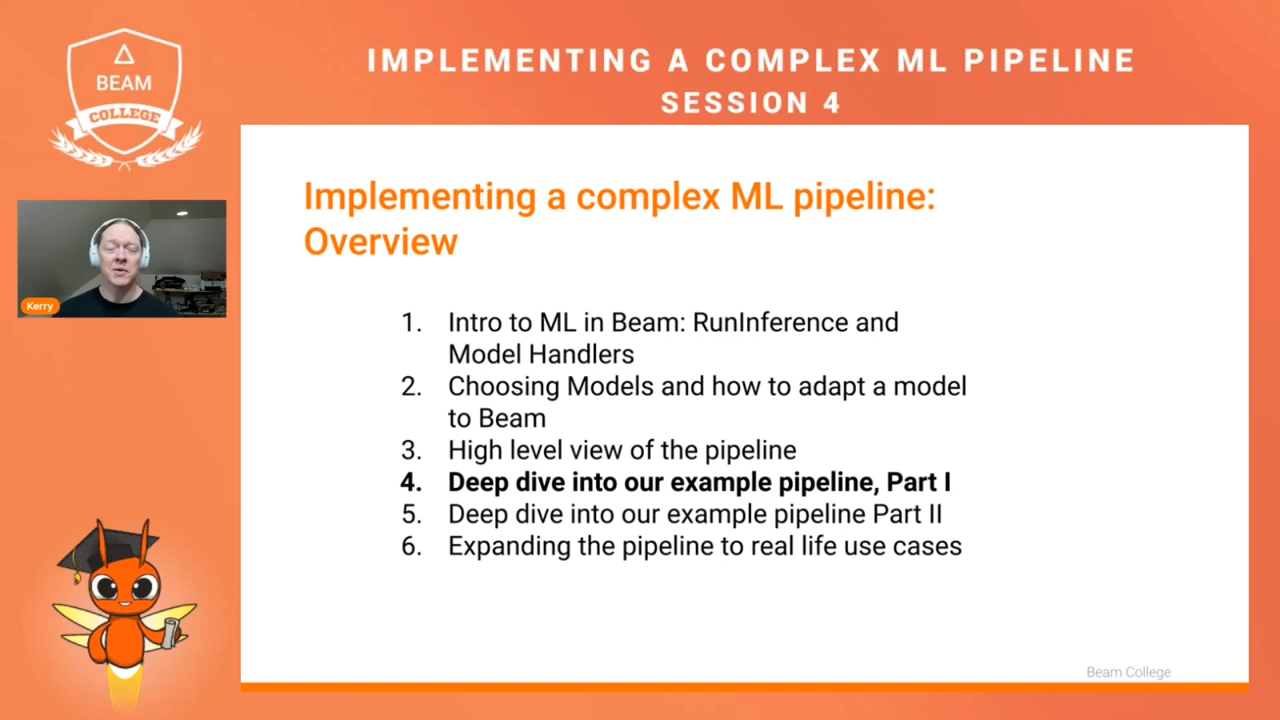 BEAM
COLLEGE
IMPLEMENTING A COMPLEX ML PIPELINE
SESSION 4
Kerry
Implementing a complex ML pipeline:
Overview
1. Intro to ML in Beam: RunInference and
Model Handlers
2. Choosing Models and how to adapt a model
to Beam
3. High level view of the pipeline
4. Deep dive into our example pipeline, Part I
5. Deep dive into our example pipeline Part II
6. Expanding the pipeline to real life use cases
Beam College